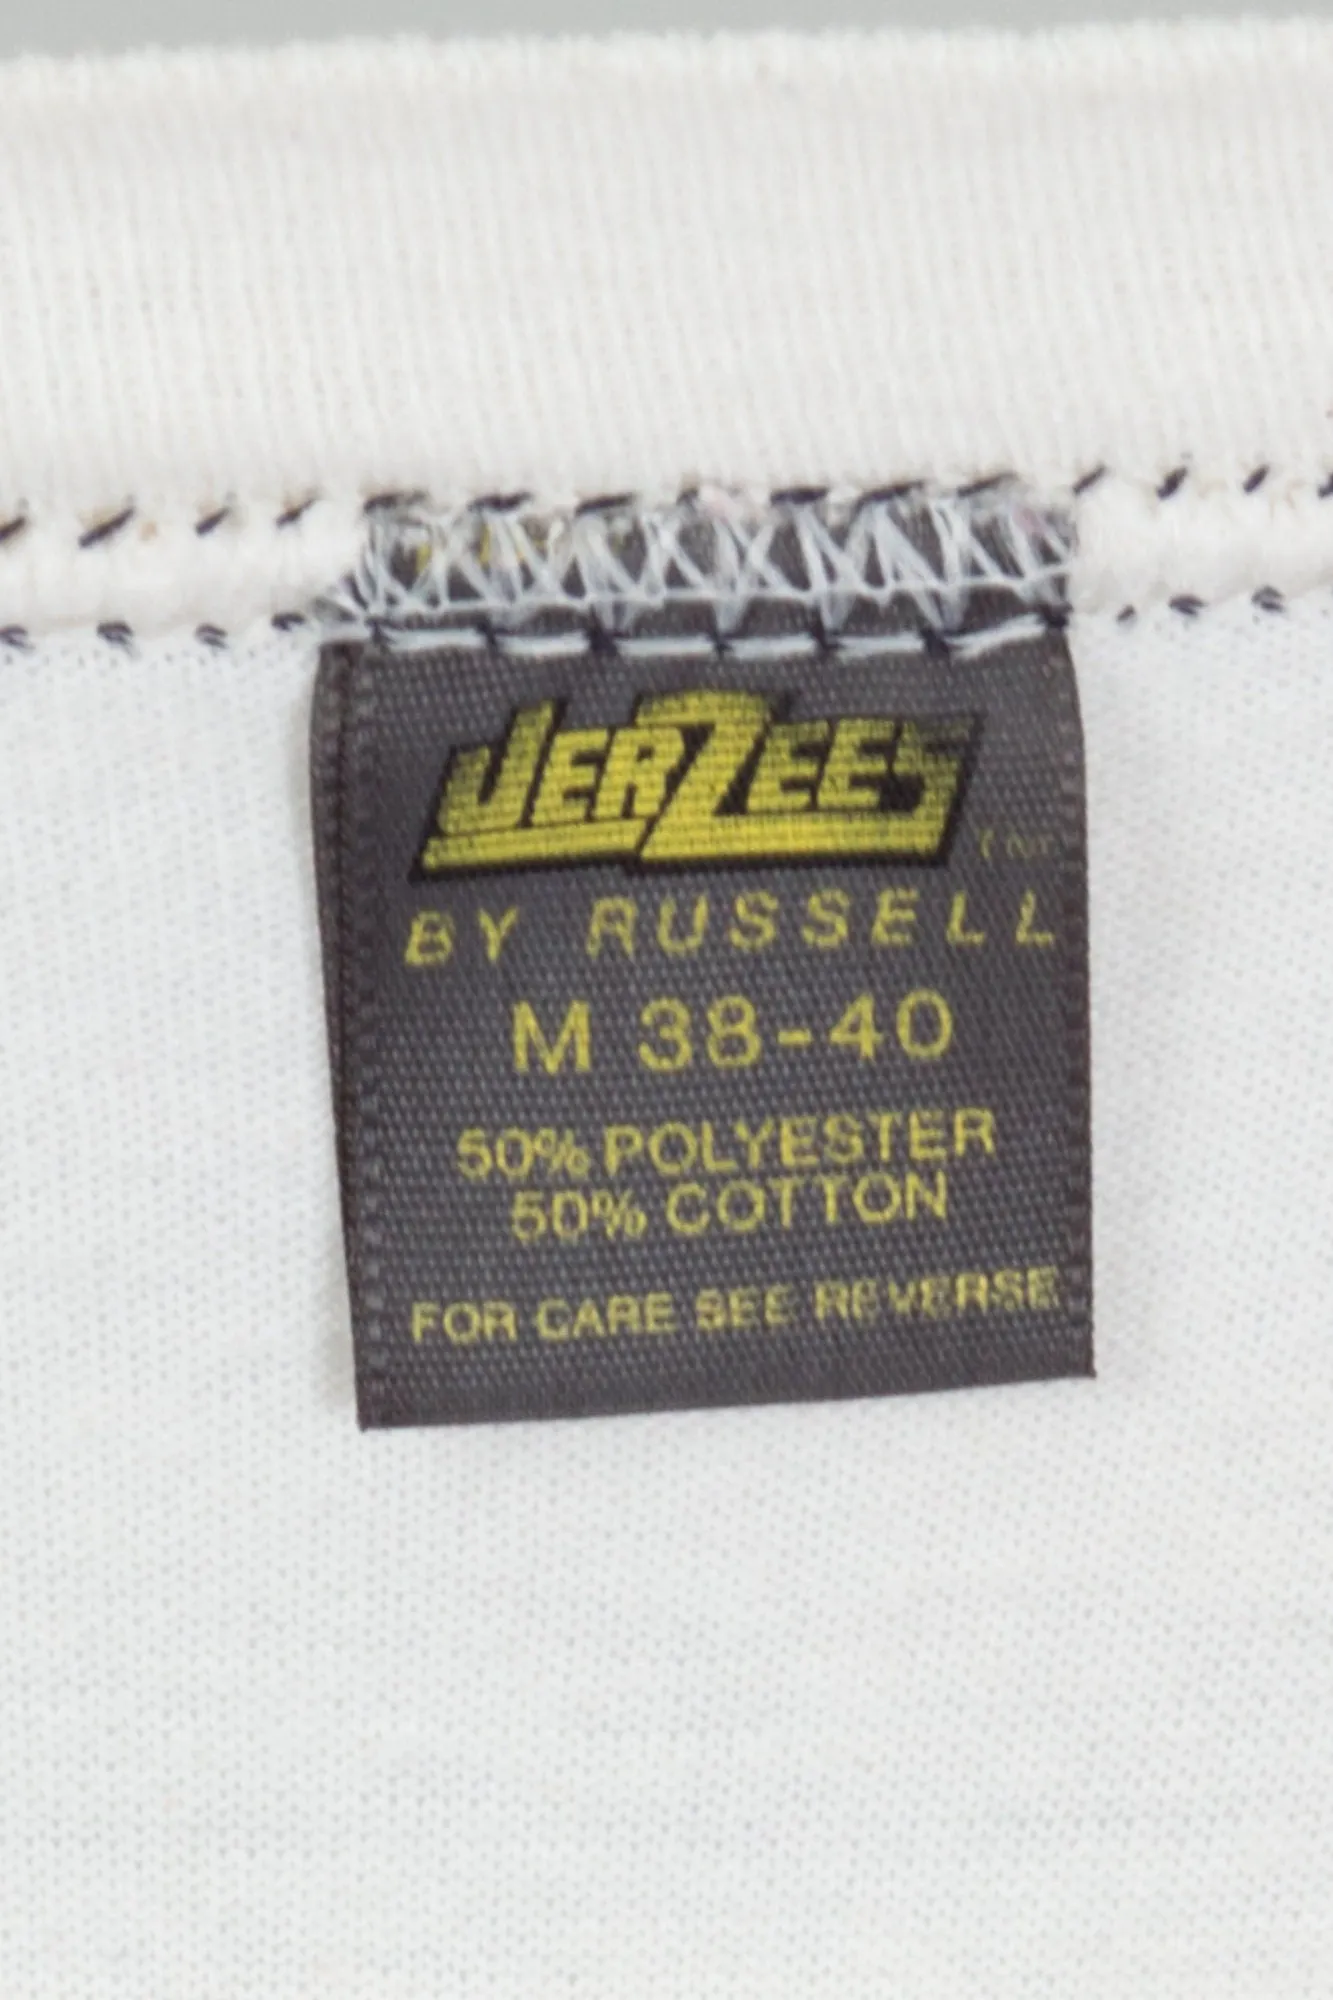 JERZEES
BY RUSSELL
M 38-40
50% POLYESTER
50% COTTON
FOR CARE SEE REVERSE